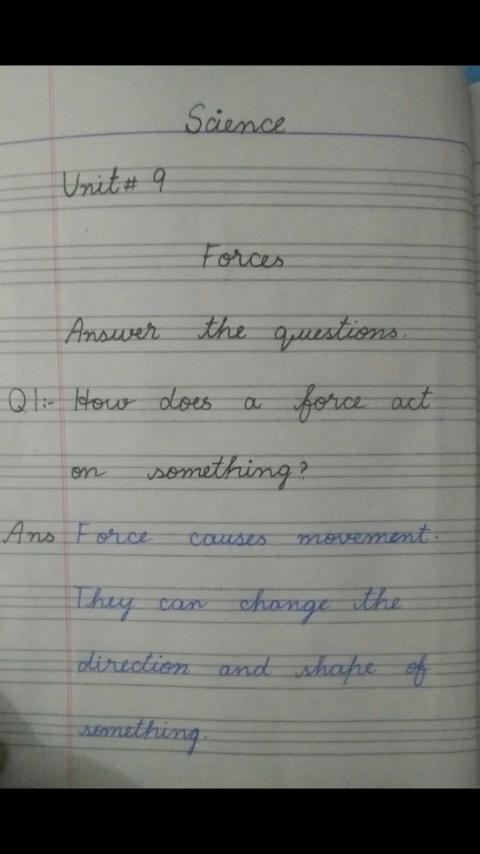 Science
Unit# 9
Forces
Answer the questions.
Q1:- How does a force act
on something?
Ans Force causes movement.
They can change the
direction and shape of
something.